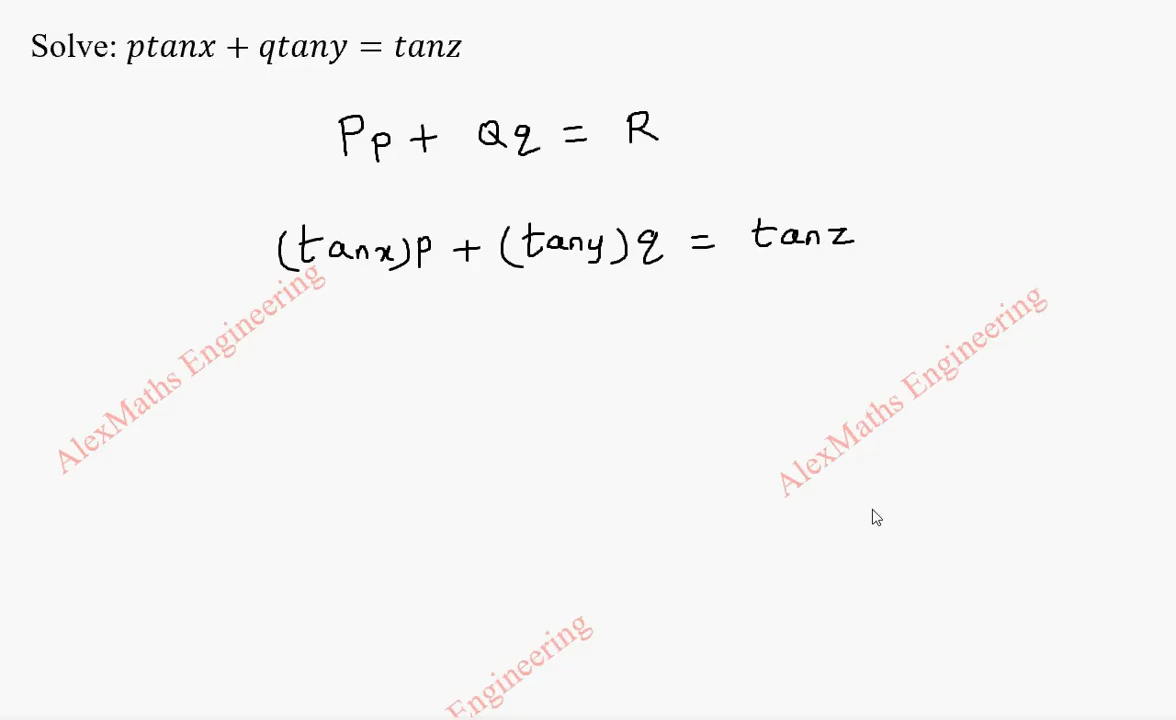 Solve: ptanx + qtany = tanz
Pp + Qq = R
(tanx)p + (tany)q = tanz
AlexMaths Engineering
AlexMaths Engineering
Engineering